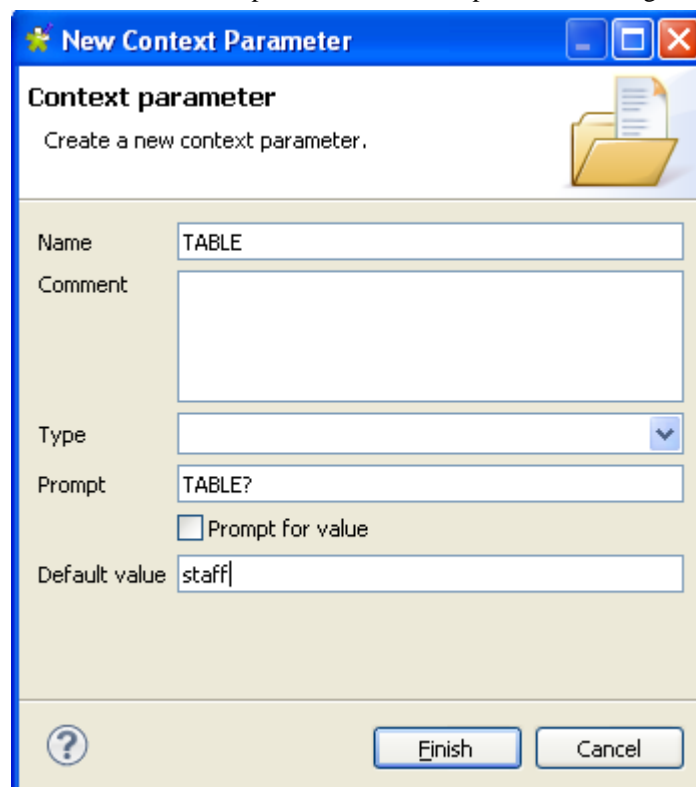 New Context Parameter
Context parameter
Create a new context parameter.
Name TABLE
Comment
Type
Prompt TABLE?
Prompt for value
Default value staff
?
Finish Cancel